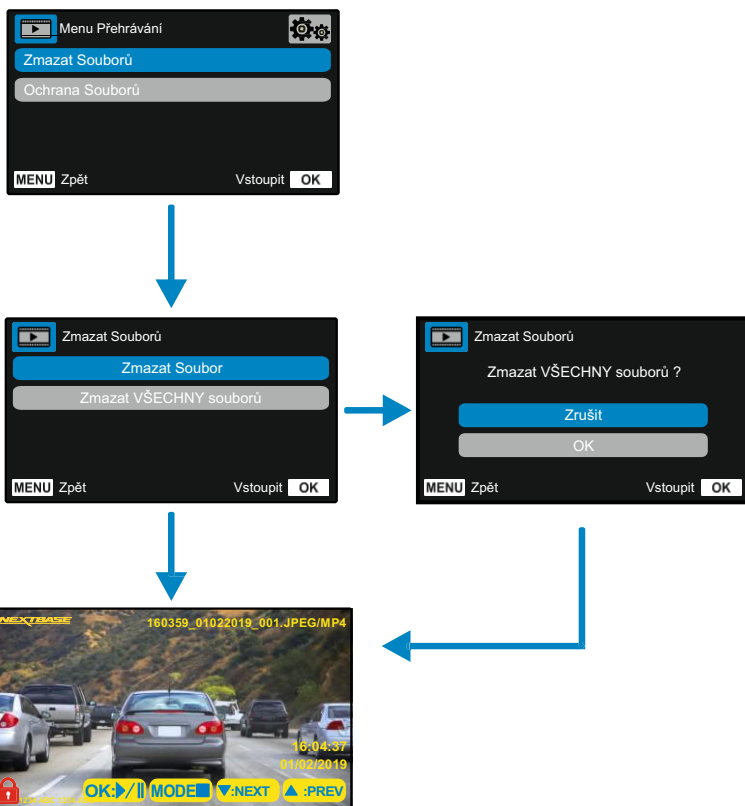 Menu Přehrávání
Zmazat Souborů
Ochrana Souborů
MENU Zpět Vstoupit OK
Zmazat Souborů
Zmazat Soubor
Zmazat VŠECHNY souborů
MENU Zpět Vstoupit OK
Zmazat Souborů
Zmazat VŠECHNY souborů ?
Zrušit
OK
MENU Zpět Vstoupit OK
NEXTBASE 160359_01022019_001.JPEG/MP4
16:04:37
01/02/2019
OK: / MODE :NEXT :PREV